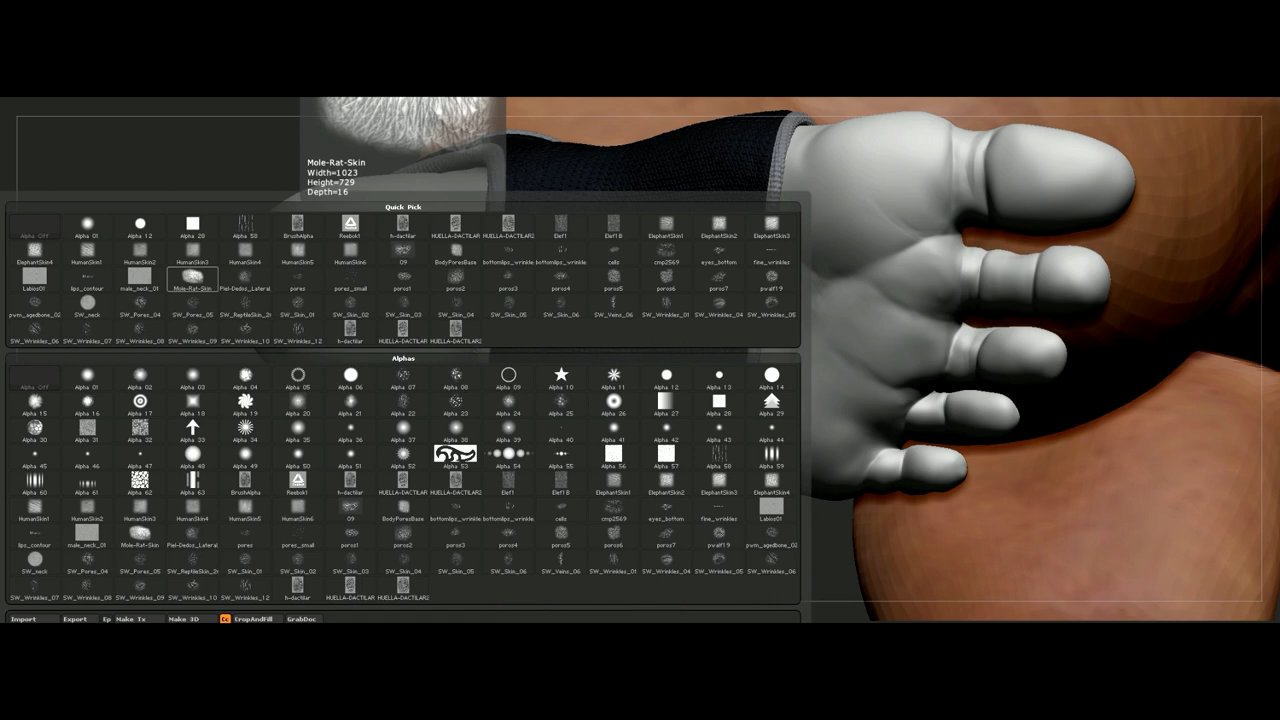 Mole-Rat-Skin
Width=1023
Height=729
Depth=16
Quick Pick
Alpha Off Alpha 01 Alpha 12 Alpha 28 Alpha 58 BrushAlpha Reebok1 h-dactilar HUELLA-DACTILAR HUELLA-DACTILAR2 Elef1 Elef1B ElephantSkin1 ElephantSkin2 ElephantSkin3
ElephantSkin4 HumanSkin1 HumanSkin2 HumanSkin3 HumanSkin4 HumanSkin5 HumanSkin6 09 BodyPoresBase bottomlips_wrinkle bottomlips_wrinkle cells cmp2569 eyes_bottom fine_wrinkles
Labios01 lips_contour male_neck_01 Mole-Rat-Skin Piel-Dedos_Lateral pores pores_small poros1 poros2 poros3 poros4 poros5 poros6 poros7 pwalf19
pwm_agedbone_02 SW_neck SW_Pores_04 SW_Pores_05 SW_ReptileSkin_2 SW_Skin_01 SW_Skin_02 SW_Skin_03 SW_Skin_04 SW_Skin_05 SW_Skin_06 SW_Veins_06 SW_Wrinkles_01 SW_Wrinkles_04 SW_Wrinkles_05
SW_Wrinkles_06 SW_Wrinkles_07 SW_Wrinkles_08 SW_Wrinkles_09 SW_Wrinkles_10 SW_Wrinkles_12 h-dactilar HUELLA-DACTILAR HUELLA-DACTILAR2
Alphas
Alpha Off Alpha 01 Alpha 02 Alpha 03 Alpha 04 Alpha 05 Alpha 06 Alpha 07 Alpha 08 Alpha 09 Alpha 10 Alpha 11 Alpha 12 Alpha 13 Alpha 14
Alpha 15 Alpha 16 Alpha 17 Alpha 18 Alpha 19 Alpha 20 Alpha 21 Alpha 22 Alpha 23 Alpha 24 Alpha 25 Alpha 26 Alpha 27 Alpha 28 Alpha 29
Alpha 30 Alpha 31 Alpha 32 Alpha 33 Alpha 34 Alpha 35 Alpha 36 Alpha 37 Alpha 38 Alpha 39 Alpha 40 Alpha 41 Alpha 42 Alpha 43 Alpha 44
Alpha 45 Alpha 46 Alpha 47 Alpha 48 Alpha 49 Alpha 50 Alpha 51 Alpha 52 Alpha 53 Alpha 54 Alpha 55 Alpha 56 Alpha 57 Alpha 58 Alpha 59
Alpha 60 Alpha 61 Alpha 62 Alpha 63 BrushAlpha Reebok1 h-dactilar HUELLA-DACTILAR HUELLA-DACTILAR2 Elef1 Elef1B ElephantSkin1 ElephantSkin2 ElephantSkin3 ElephantSkin4
HumanSkin1 HumanSkin2 HumanSkin3 HumanSkin4 HumanSkin5 HumanSkin6 09 BodyPoresBase bottomlips_wrinkle bottomlips_wrinkle cells cmp2569 eyes_bottom fine_wrinkles Labios01
lips_contour male_neck_01 Mole-Rat-Skin Piel-Dedos_Lateral pores pores_small poros1 poros2 poros3 poros4 poros5 poros6 poros7 pwalf19 pwm_agedbone_02
SW_neck SW_Pores_04 SW_Pores_05 SW_ReptileSkin_2 SW_Skin_01 SW_Skin_02 SW_Skin_03 SW_Skin_04 SW_Skin_05 SW_Skin_06 SW_Veins_06 SW_Wrinkles_01 SW_Wrinkles_04 SW_Wrinkles_05 SW_Wrinkles_06
SW_Wrinkles_07 SW_Wrinkles_08 SW_Wrinkles_09 SW_Wrinkles_10 SW_Wrinkles_12 h-dactilar HUELLA-DACTILAR HUELLA-DACTILAR2
Import Export Ep Make Tx Make 3D Cc CropAndFill GrabDoc